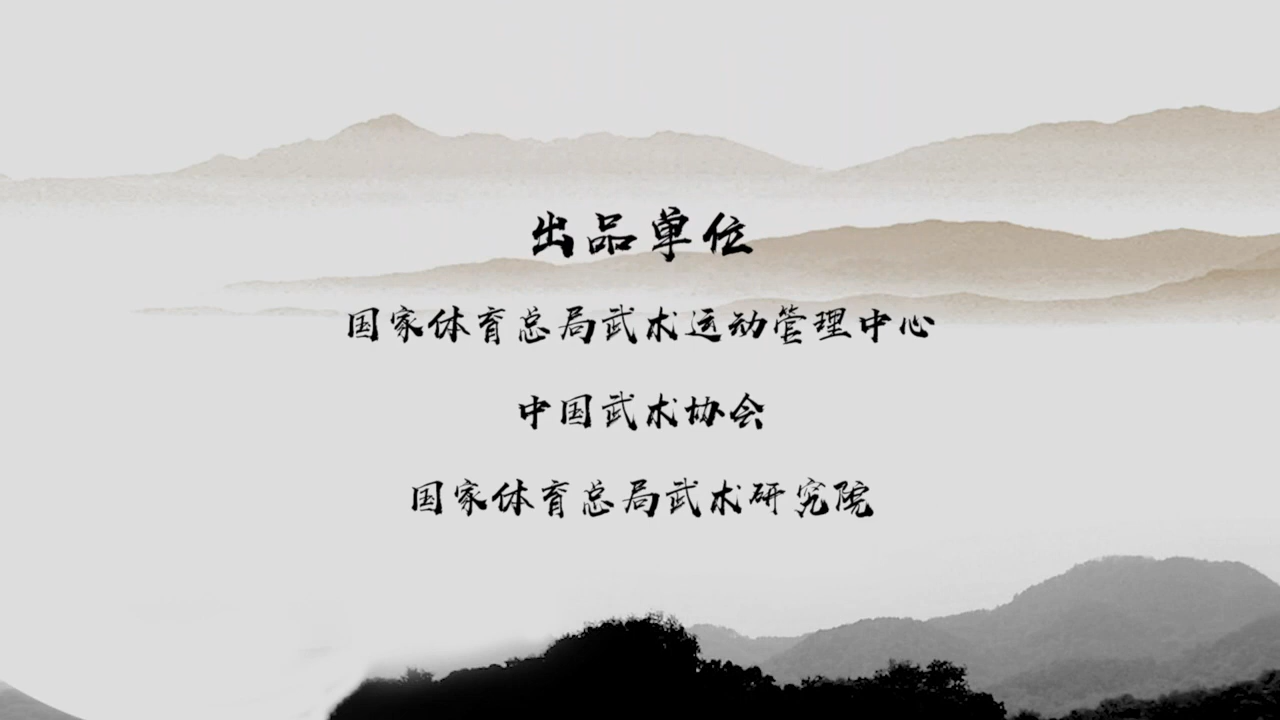 出品单位
国家体育总局武术运动管理中心
中国武术协会
国家体育总局武术研究院